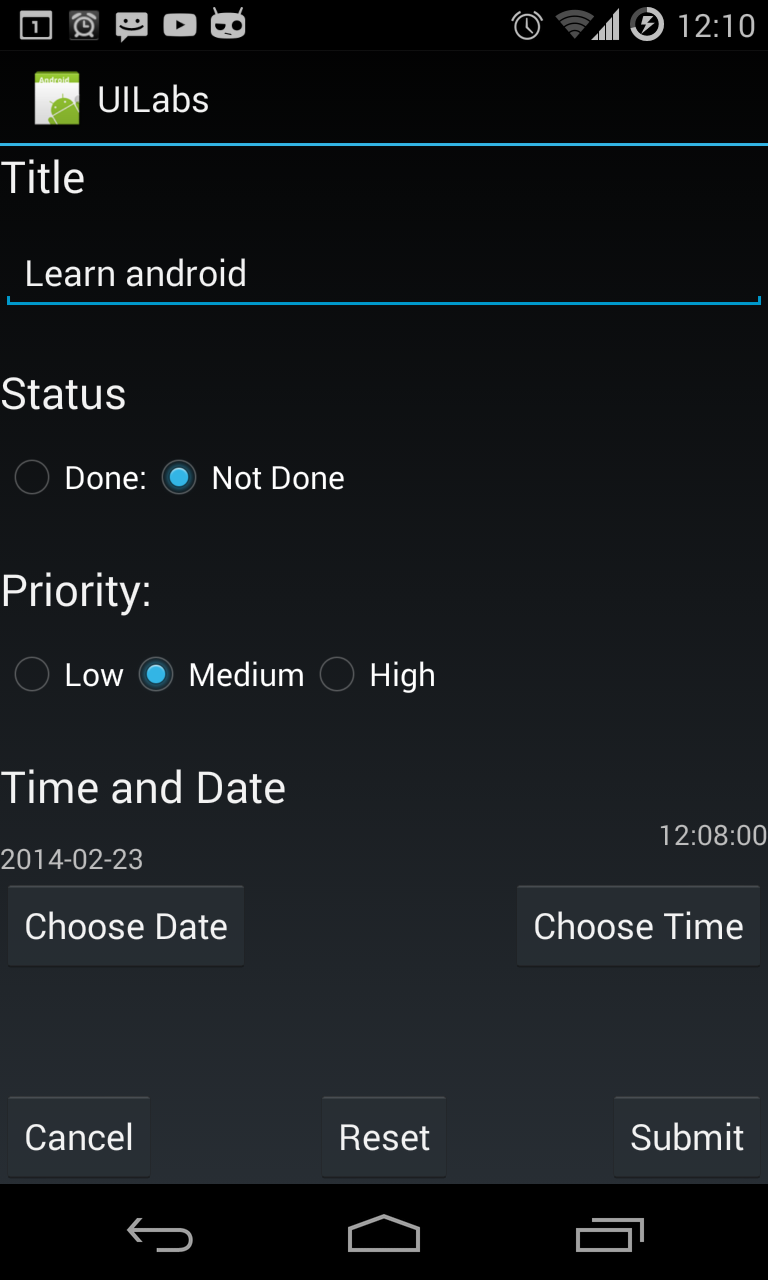 1 12:10
Android UILabs
Title
Learn android
Status
Done: Not Done
Priority:
Low Medium High
Time and Date
12:08:00
2014-02-23
Choose Date Choose Time
Cancel Reset Submit